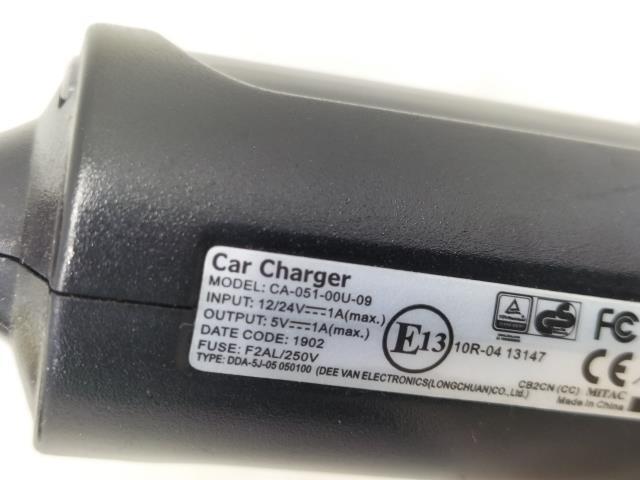 Car Charger
MODEL: CA-051-00U-09
INPUT: 12/24V⎓1A(max.)
OUTPUT: 5V⎓1A(max.)
DATE CODE: 1902
FUSE: F2AL/250V
TYPE: DDA-5J-05 050100 (DEE VAN ELECTRONICS(LONGCHUAN)CO.,Ltd.)
E13
10R-04 13147
FC
CE
CB2CN (CC) MiTAC
Made in China